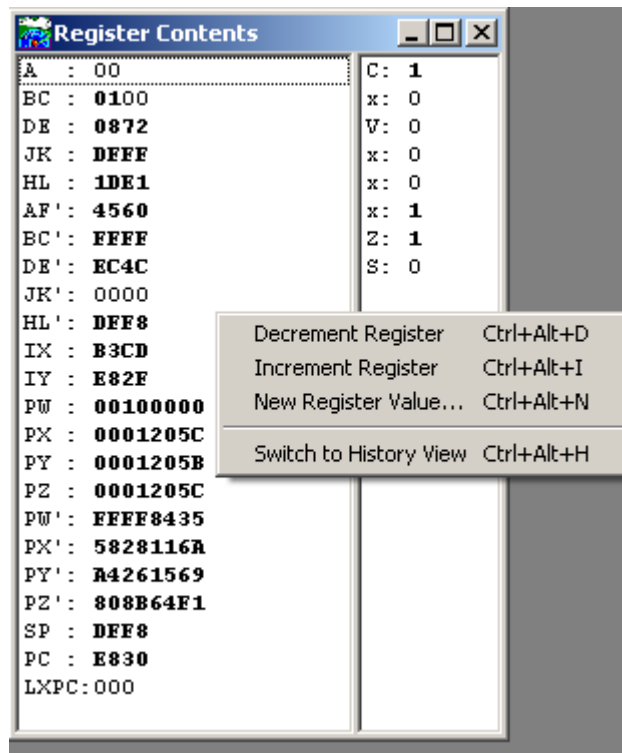 Register Contents
A   : 00
BC : 0100
DE : 0872
JK : DFFF
HL : 1DE1
AF': 4560
BC': FFFF
DE': EC4C
JK': 0000
HL': DFF8
IX : B3CD
IY : E82F
PW : 00100000
PX : 0001205C
PY : 0001205B
PZ : 0001205C
PW': FFFF8435
PX': 5828116A
PY': A4261569
PZ': 808B64F1
SP : DFF8
PC : E830
LXPC:000
C: 1
x: 0
V: 0
x: 0
x: 0
x: 1
Z: 1
S: 0
Decrement Register Ctrl+Alt+D
Increment Register Ctrl+Alt+I
New Register Value... Ctrl+Alt+N
Switch to History View Ctrl+Alt+H